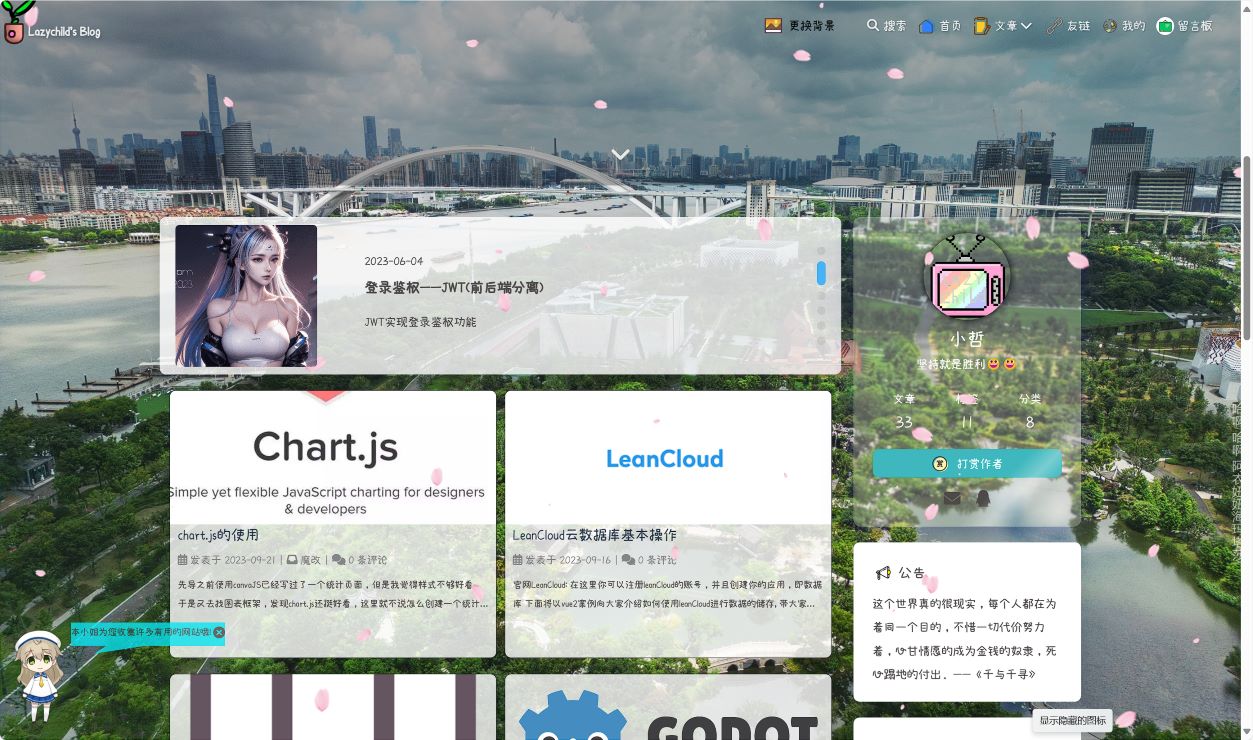 Lazychild's Blog
更换背景
搜索
首页
文章
友链
我的
留言板
2023-06-04
登录鉴权——JWT(前后端分离)
JWT实现登录鉴权功能
小哲
坚持就是胜利😀 😀
文章
标签
分类
33
11
8
赏 打赏作者
Chart.js
Simple yet flexible JavaScript charting for designers
& developers
chart.js的使用
发表于 2023-09-21 | 魔改 | 0 条评论
先导之前使用canvaJS已经写过了一个统计页面，但是我觉得样式不够好看
于是又去找图表框架，发现chart.js还挺好看，这里就不说怎么创建一个统计...
LeanCloud
LeanCloud云数据库基本操作
发表于 2023-09-16 | 0 条评论
官网LeanCloud: 在这里你可以注册leanCloud的账号，并且创建你的应用，即数据
库 下面将以vue2案例向大家介绍如何使用leanCloud进行数据的储存, 带大家...
公告
这个世界真的很现实，每个人都在为
着同一个目的，不惜一切代价努力
着，心甘情愿的成为金钱的奴隶，死
心蹋地的付出。——《千与千寻》
本小姐为您收集许多有用的网站哦!
GODOT
显示隐藏的图标